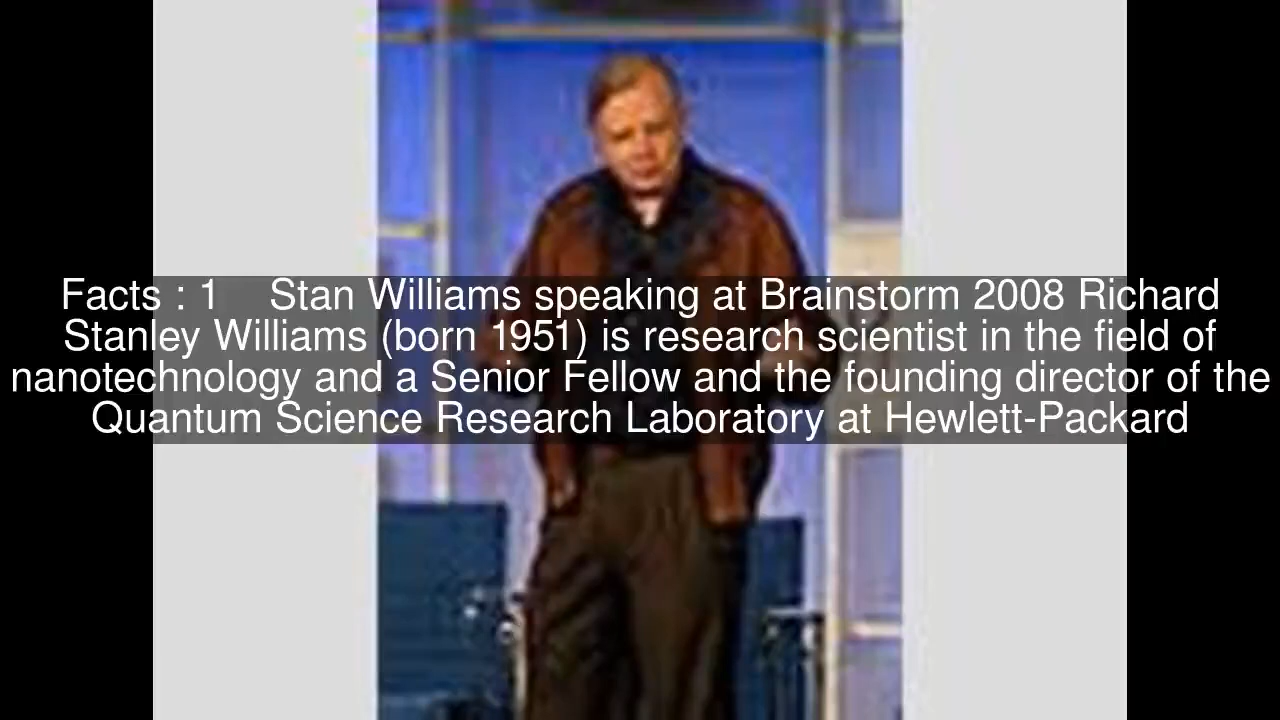 Facts : 1 Stan Williams speaking at Brainstorm 2008 Richard
Stanley Williams (born 1951) is research scientist in the field of
nanotechnology and a Senior Fellow and the founding director of the
Quantum Science Research Laboratory at Hewlett-Packard